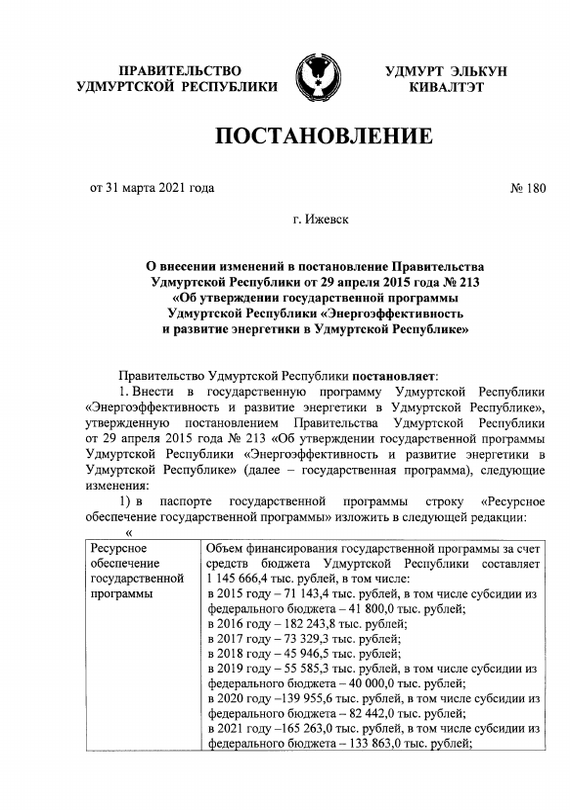 ПРАВИТЕЛЬСТВО
УДМУРТСКОЙ РЕСПУБЛИКИ
УДМУРТ ЭЛЬКУН
КИВАЛТЭТ
ПОСТАНОВЛЕНИЕ
от 31 марта 2021 года
№ 180
г. Ижевск
О внесении изменений в постановление Правительства
Удмуртской Республики от 29 апреля 2015 года № 213
«Об утверждении государственной программы
Удмуртской Республики «Энергоэффективность
и развитие энергетики в Удмуртской Республике»
Правительство Удмуртской Республики постановляет:
1. Внести в государственную программу Удмуртской Республики
«Энергоэффективность и развитие энергетики в Удмуртской Республике»,
утвержденную постановлением Правительства Удмуртской Республики
от 29 апреля 2015 года № 213 «Об утверждении государственной программы
Удмуртской Республики «Энергоэффективность и развитие энергетики в
Удмуртской Республике» (далее – государственная программа), следующие
изменения:
1) в паспорте государственной программы строку «Ресурсное
обеспечение государственной программы» изложить в следующей редакции:
«
Ресурсное
обеспечение
государственной
программы
Объем финансирования государственной программы за счет
средств бюджета Удмуртской Республики составляет
1 145 666,4 тыс. рублей, в том числе:
в 2015 году – 71 143,4 тыс. рублей, в том числе субсидии из
федерального бюджета – 41 800,0 тыс. рублей;
в 2016 году – 182 243,8 тыс. рублей;
в 2017 году – 73 329,3 тыс. рублей;
в 2018 году – 45 946,5 тыс. рублей;
в 2019 году – 55 585,3 тыс. рублей, в том числе субсидии из
федерального бюджета – 40 000,0 тыс. рублей;
в 2020 году –139 955,6 тыс. рублей, в том числе субсидии из
федерального бюджета – 82 442,0 тыс. рублей;
в 2021 году –165 263,0 тыс. рублей, в том числе субсидии из
федерального бюджета – 133 863,0 тыс. рублей;